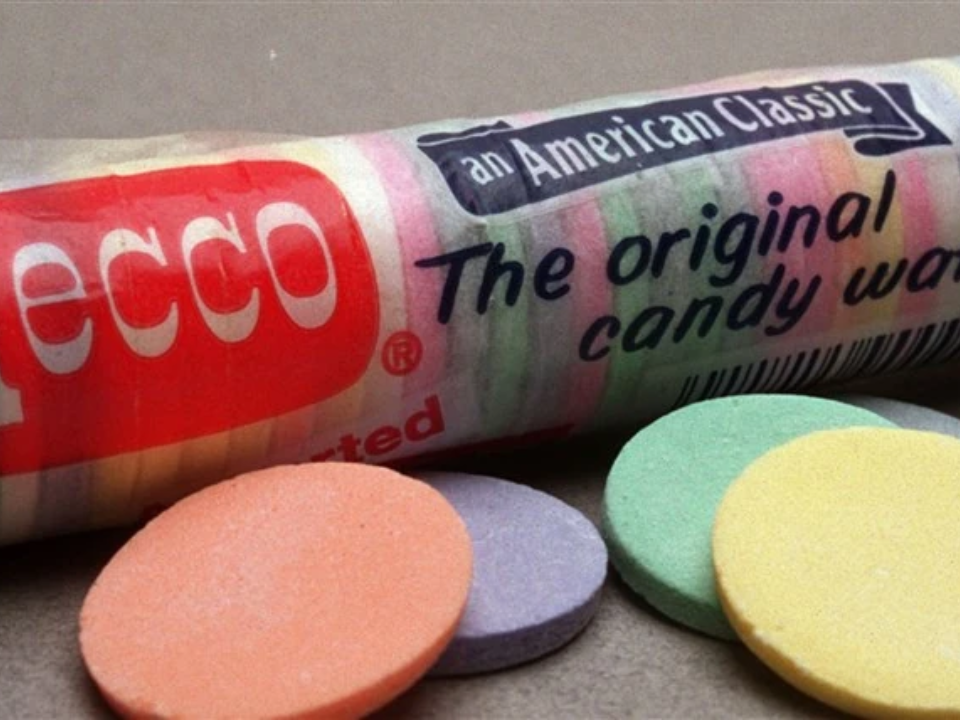 ecco®
an American Classic
The original
candy wa
rted